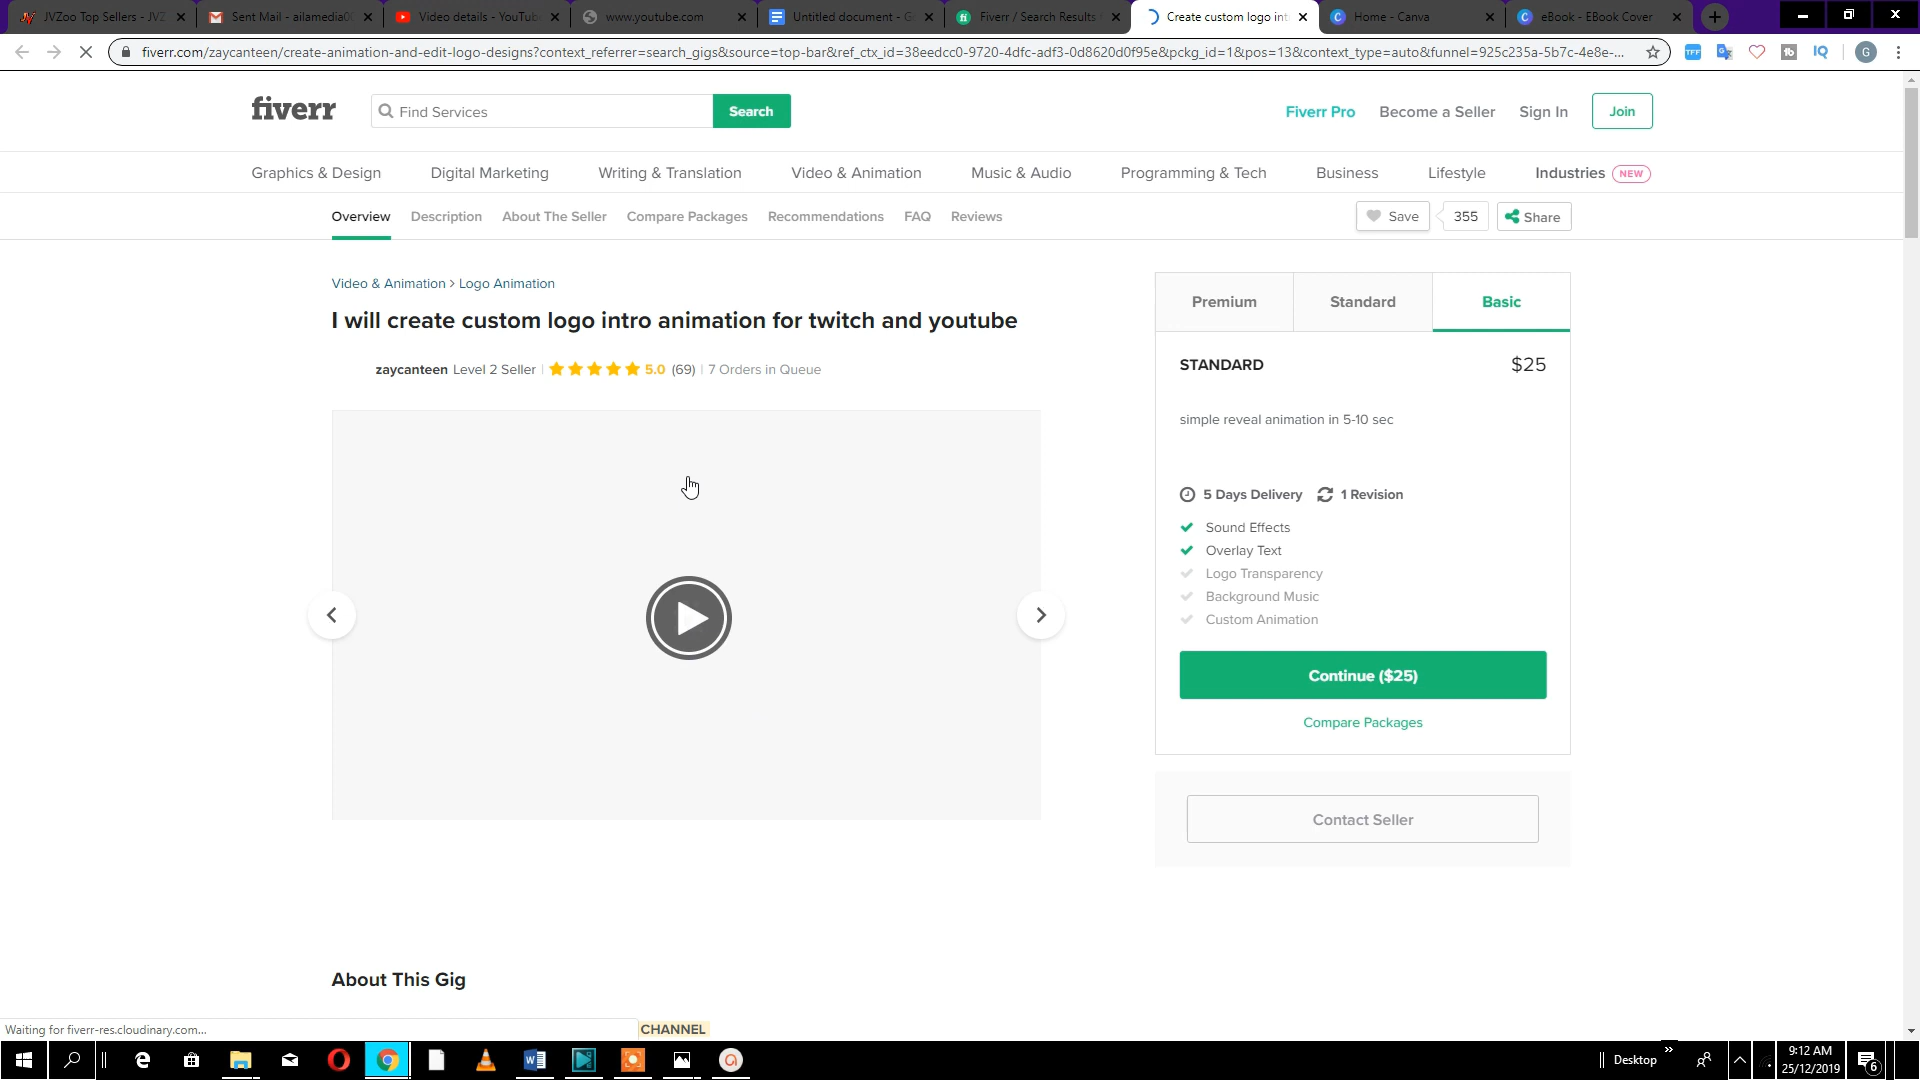 JVZoo Top Sellers - JVZ
Sent Mail - ailamedia0
Video details - YouTub
www.youtube.com
Untitled document - G
Fiverr / Search Results
Create custom logo int
Home - Canva
eBook - EBook Cover
fiverr.com/zaycanteen/create-animation-and-edit-logo-designs?context_referrer=search_gigs&source=top-bar&ref_ctx_id=38eedcc0-9720-4dfc-adf3-0d8620d0f95e&pckg_id=1&pos=13&context_type=auto&funnel=925c235a-5b7c-4e8e-...
fiverr
Find Services
Search
Fiverr Pro
Become a Seller
Sign In
Join
Graphics & Design
Digital Marketing
Writing & Translation
Video & Animation
Music & Audio
Programming & Tech
Business
Lifestyle
Industries NEW
Overview
Description
About The Seller
Compare Packages
Recommendations
FAQ
Reviews
Save
355
Share
Video & Animation > Logo Animation
I will create custom logo intro animation for twitch and youtube
zaycanteen Level 2 Seller | 5.0 (69) | 7 Orders in Queue
Premium
Standard
Basic
STANDARD $25
simple reveal animation in 5-10 sec
5 Days Delivery 1 Revision
Sound Effects
Overlay Text
Logo Transparency
Background Music
Custom Animation
Continue ($25)
Compare Packages
Contact Seller
About This Gig
Waiting for fiverr-res.cloudinary.com...
CHANNEL
Desktop
9:12 AM
25/12/2019
6